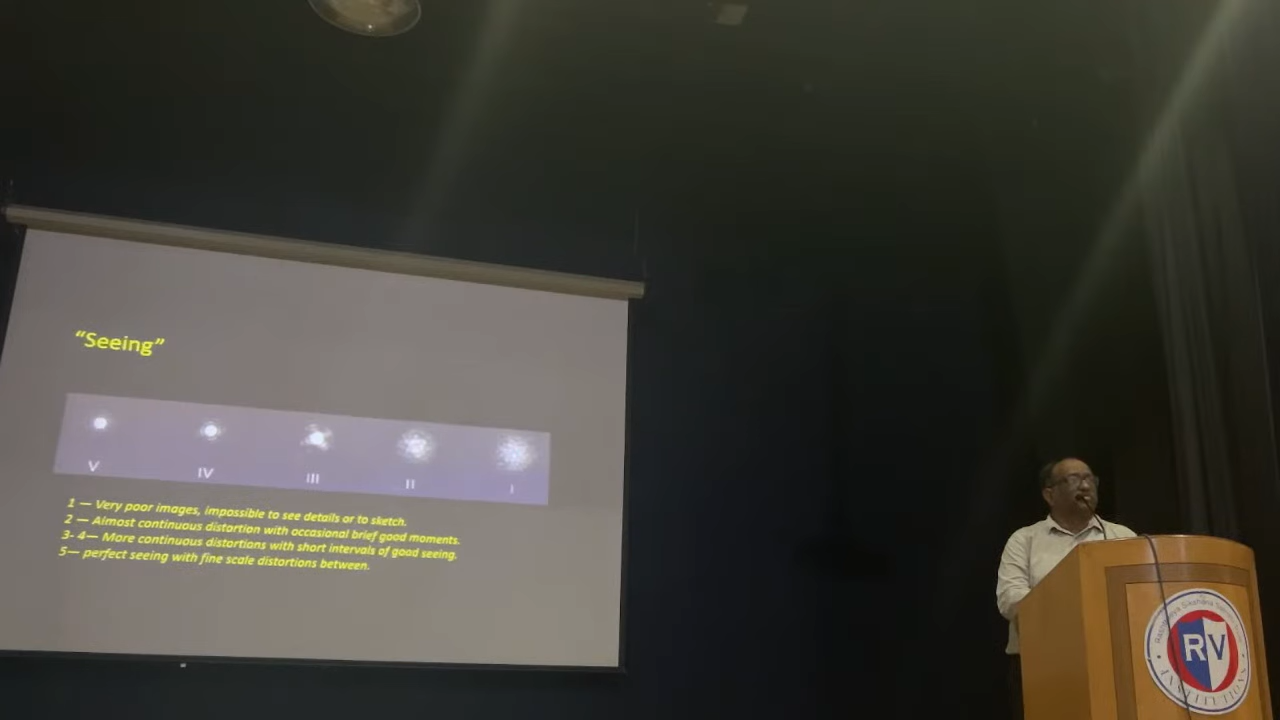 “Seeing”
V IV III II I
1 — Very poor images, impossible to see details or to sketch.
2 — Almost continuous distortion with occasional brief good moments.
3- 4— More continuous distortions with short intervals of good seeing.
5— perfect seeing with fine scale distortions between.
RV
INSTITUTIONS